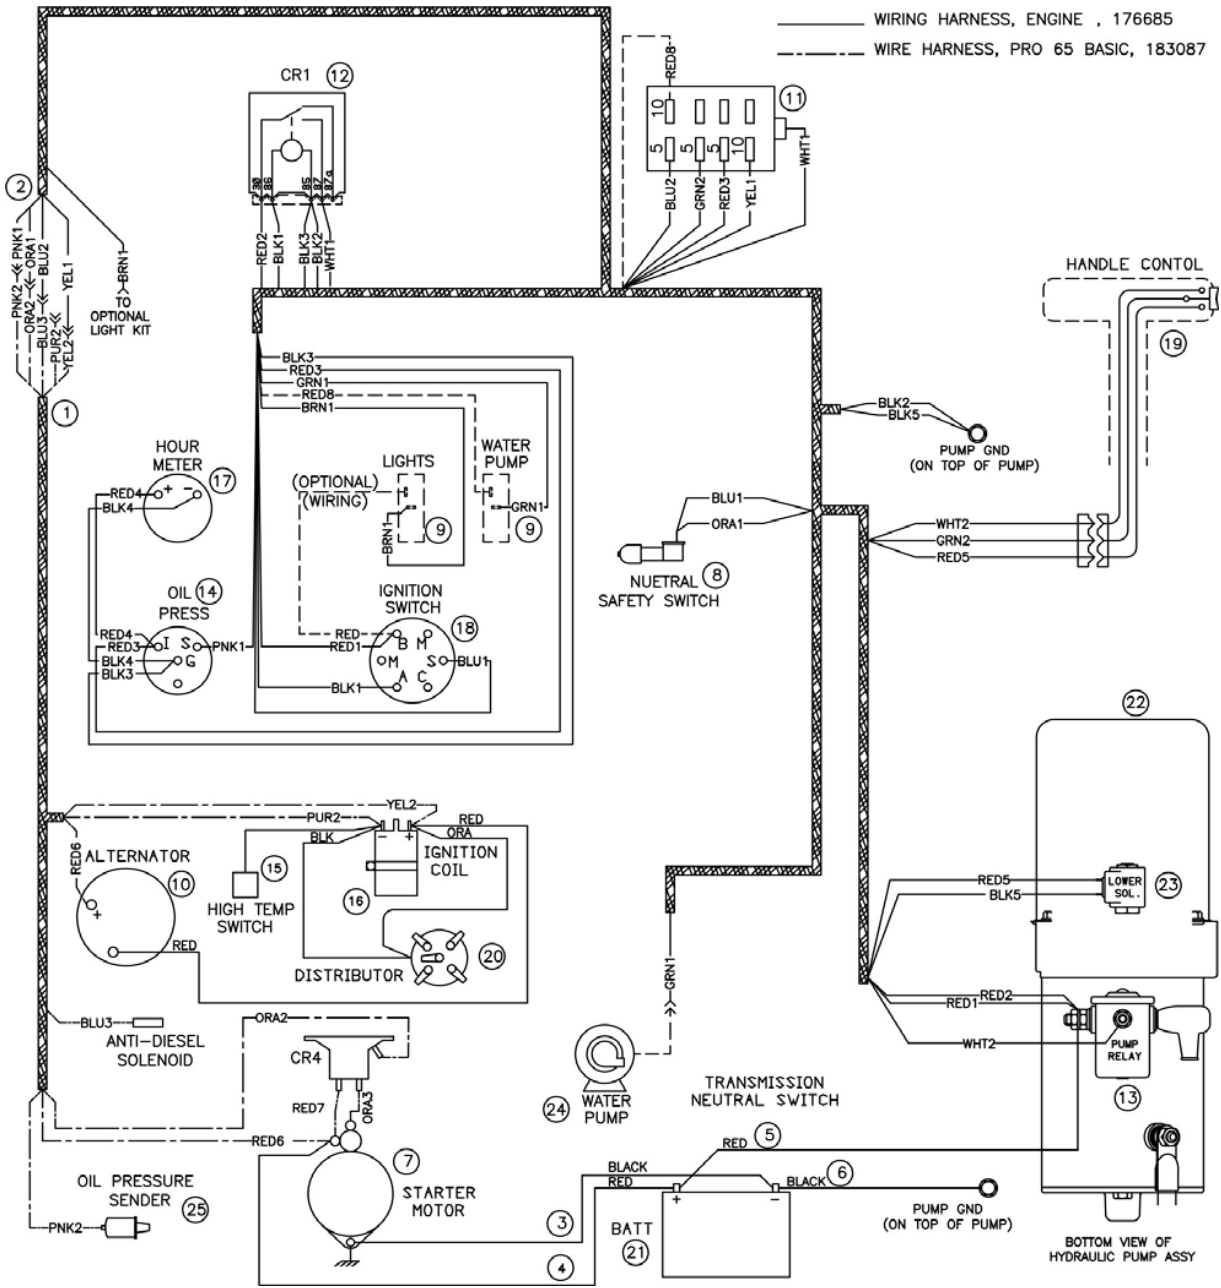 WIRING HARNESS, ENGINE , 176685
WIRE HARNESS, PRO 65 BASIC, 183087
CR1
12
30
86
85
87
87a
RED2
BLK1
BLK3
BLK2
WHT1
RED8
11
10
5
5
5
10
WHT1
BLU2
GRN2
RED3
YEL1
2
PNK1
ORA1
BLU2
YEL1
BRN1
PNK2
ORA2
BLU3
PUR2
YEL2
TO
OPTIONAL
LIGHT KIT
1
HANDLE CONTOL
19
BLK3
RED3
GRN1
RED8
BRN1
BLK2
BLK5
PUMP GND
(ON TOP OF PUMP)
HOUR
METER
17
+
-
RED4
BLK4
LIGHTS
WATER
PUMP
(OPTIONAL)
(WIRING)
BRN1
9
GRN1
9
BLU1
ORA1
NUETRAL
SAFETY SWITCH
8
WHT2
GRN2
RED5
OIL
PRESS
14
RED4
RED3
BLK4
BLK3
I
S
G
PNK1
IGNITION
SWITCH
18
RED
RED1
BLK1
B
M
M
S
A
C
BLU1
22
YEL2
PUR2
BLK
RED
ORA
-
+
IGNITION
COIL
16
RED6
ALTERNATOR
10
+
RED
15
HIGH TEMP
SWITCH
DISTRIBUTOR
20
RED5
BLK5
LOWER
SOL.
23
GRN1
RED2
RED1
WHT2
PUMP
RELAY
13
BLU3
ANTI-DIESEL
SOLENOID
ORA2
CR4
RED7
ORA3
RED6
24
WATER
PUMP
TRANSMISSION
NEUTRAL SWITCH
RED
5
7
STARTER
MOTOR
BLACK
RED
BLACK
6
+
-
BATT
21
3
4
PUMP GND
(ON TOP OF PUMP)
OIL PRESSURE
SENDER
25
PNK2
BOTTOM VIEW OF
HYDRAULIC PUMP ASSY